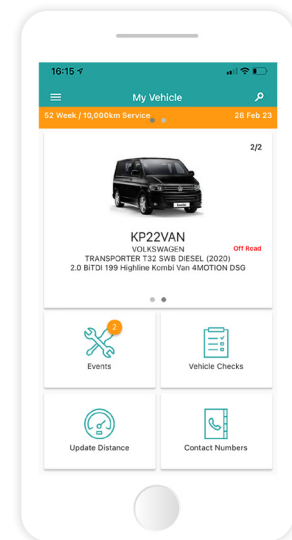 16:15
My Vehicle
52 Week / 10,000km Service 28 Feb 23
2/2
KP22VAN
VOLKSWAGEN Off Road
TRANSPORTER T32 SWB DIESEL (2020)
2.0 BiTDI 199 Highline Kombi Van 4MOTION DSG
2
Events Vehicle Checks
Update Distance Contact Numbers